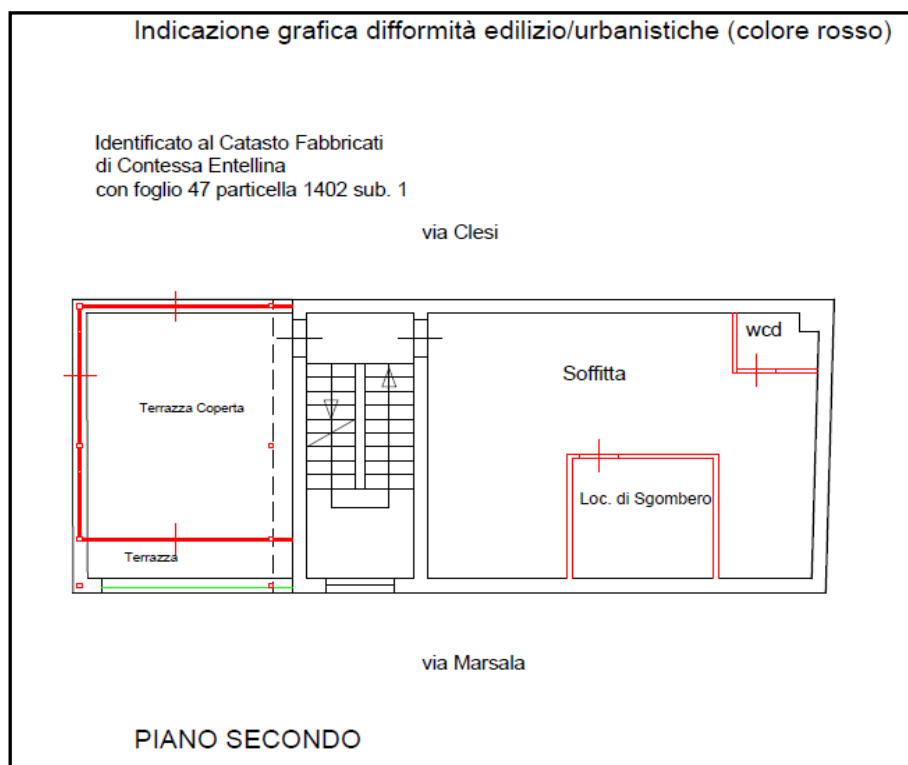 Indicazione grafica difformità edilizio/urbanistiche (colore rosso)
Identificato al Catasto Fabbricati
di Contessa Entellina
con foglio 47 particella 1402 sub. 1
via Clesi
wcd
Soffitta
Terrazza Coperta
Loc. di Sgombero
Terrazza
via Marsala
PIANO SECONDO